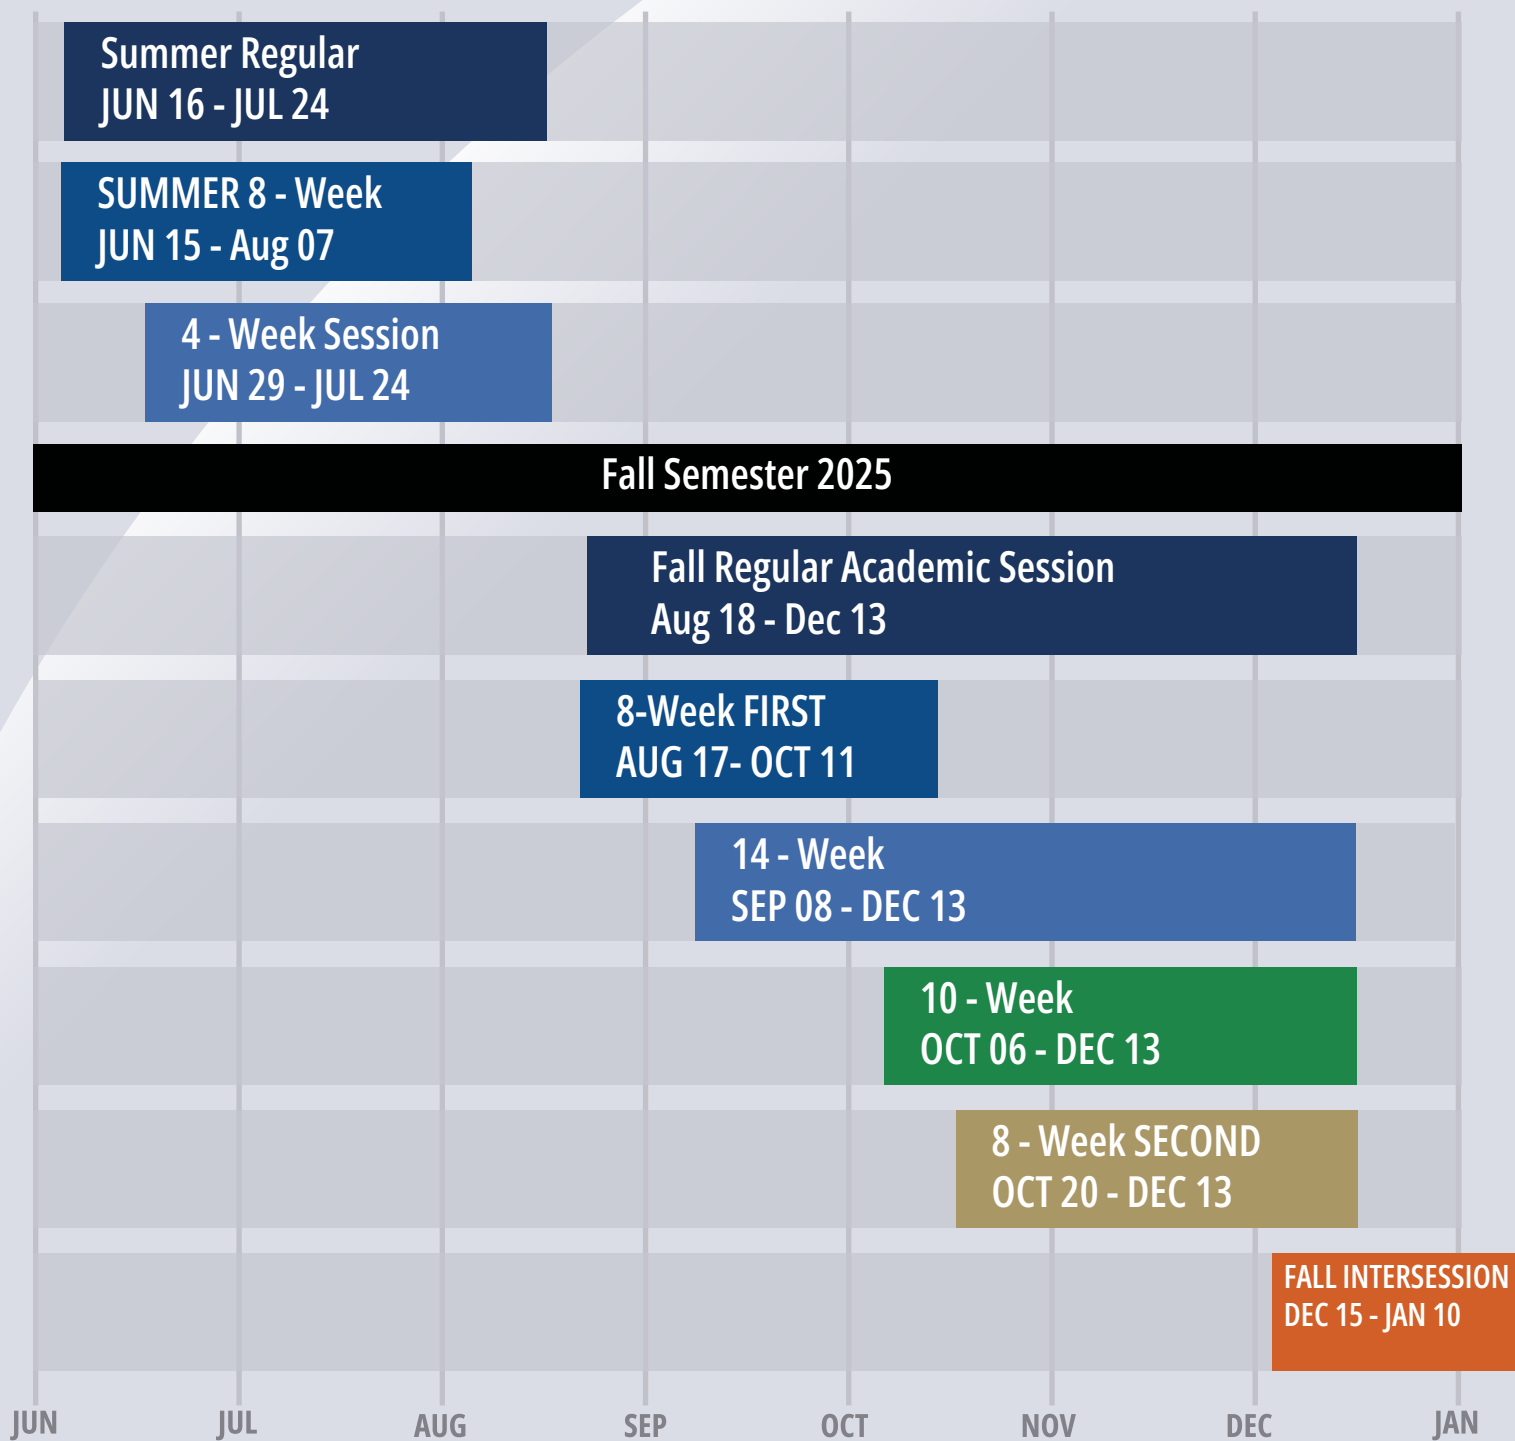 Summer Regular
JUN 16 - JUL 24
SUMMER 8 - Week
JUN 15 - Aug 07
4 - Week Session
JUN 29 - JUL 24
Fall Semester 2025
Fall Regular Academic Session
Aug 18 - Dec 13
8-Week FIRST
AUG 17- OCT 11
14 - Week
SEP 08 - DEC 13
10 - Week
OCT 06 - DEC 13
8 - Week SECOND
OCT 20 - DEC 13
FALL INTERSESSION
DEC 15 - JAN 10
JUN JUL AUG SEP OCT NOV DEC JAN